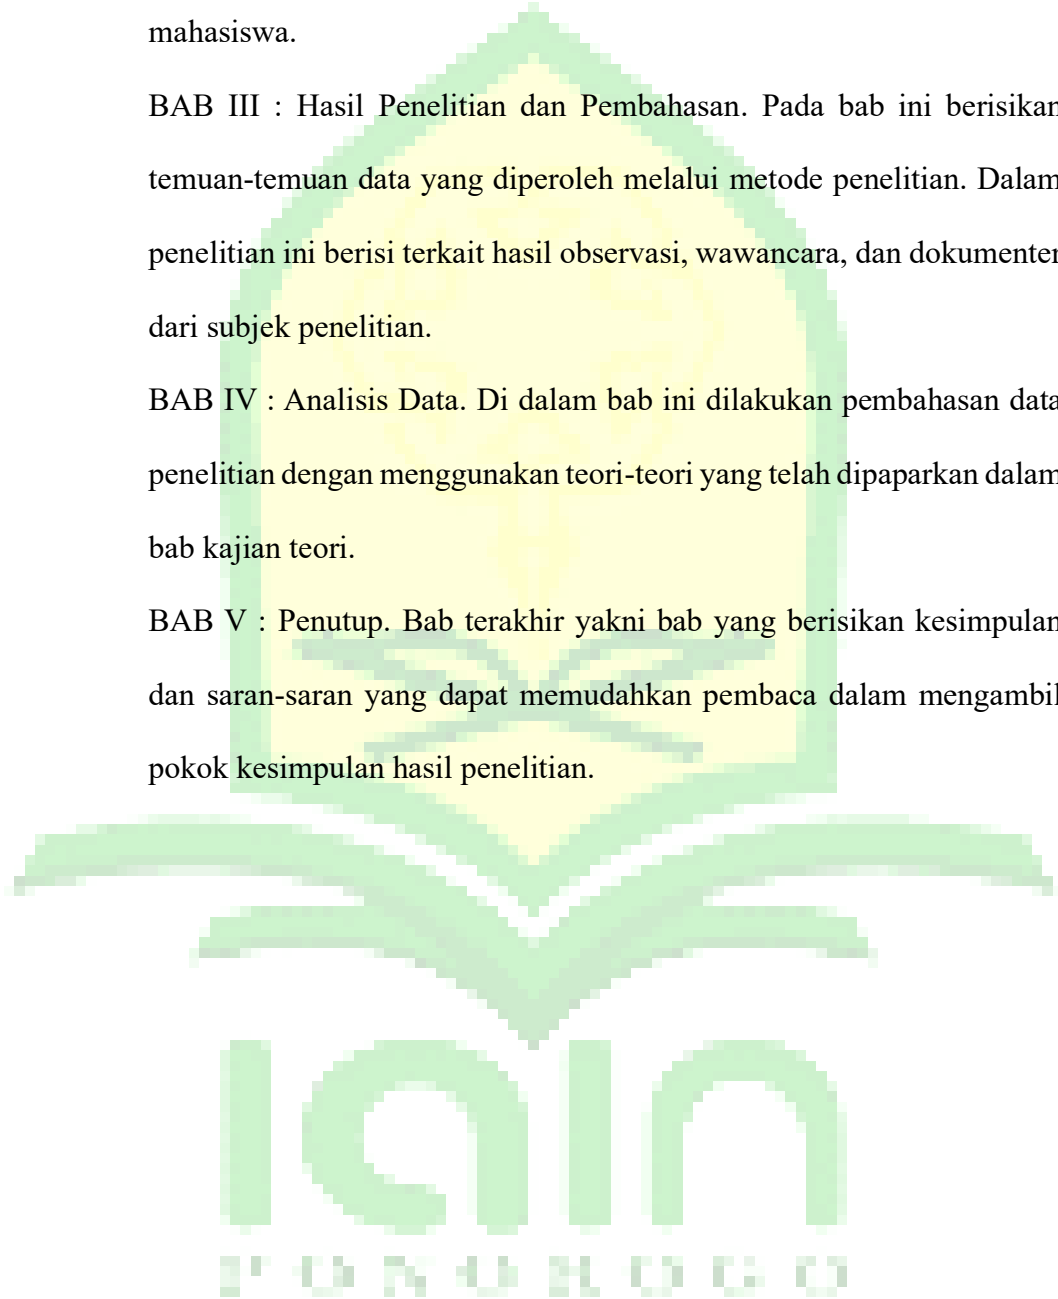 mahasiswa.
BAB III : Hasil Penelitian dan Pembahasan. Pada bab ini berisikan
temuan-temuan data yang diperoleh melalui metode penelitian. Dalam
penelitian ini berisi terkait hasil observasi, wawancara, dan dokumenter
dari subjek penelitian.
BAB IV : Analisis Data. Di dalam bab ini dilakukan pembahasan data
penelitian dengan menggunakan teori-teori yang telah dipaparkan dalam
bab kajian teori.
BAB V : Penutup. Bab terakhir yakni bab yang berisikan kesimpulan
dan saran-saran yang dapat memudahkan pembaca dalam mengambil
pokok kesimpulan hasil penelitian.
iain
PONOROGO